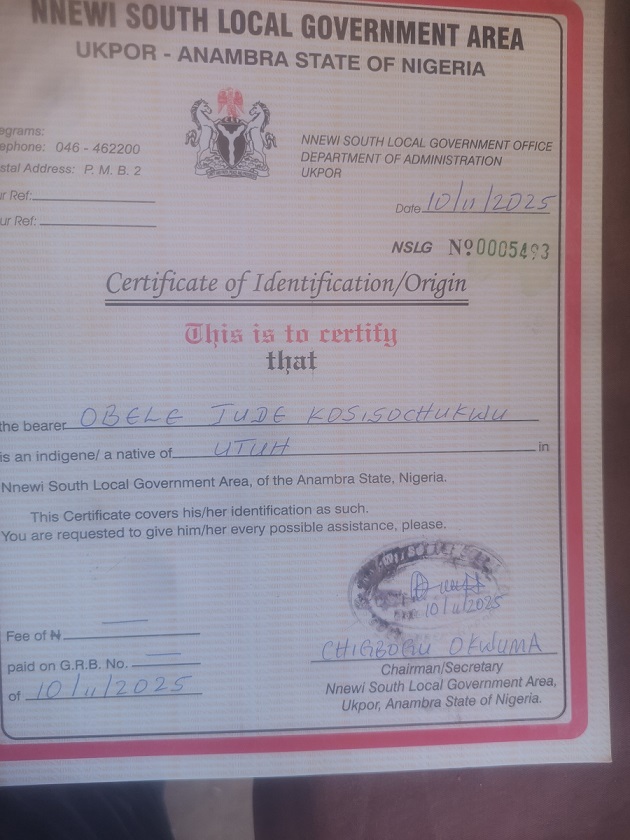 NNEWI SOUTH LOCAL GOVERNMENT AREA
UKPOR - ANAMBRA STATE OF NIGERIA
egrams:
ephone: 046 - 462200
stal Address: P. M. B. 2
r Ref:
ur Ref:
NNEWI SOUTH LOCAL GOVERNMENT OFFICE
DEPARTMENT OF ADMINISTRATION
UKPOR
Date 10/11/2025
NSLG No 0005493
Certificate of Identification/Origin
This is to certify
that
the bearer OBELE JUDE KOSISOCHUKWU
is an indigene/ a native of UTUH in
Nnewi South Local Government Area, of the Anambra State, Nigeria.
This Certificate covers his/her identification as such.
You are requested to give him/her every possible assistance, please.
10/11/2025
Fee of ₦
paid on G.R.B. No.
of 10/11/2025
CHIGBOGU OKWUMA
Chairman/Secretary
Nnewi South Local Government Area,
Ukpor, Anambra State of Nigeria.